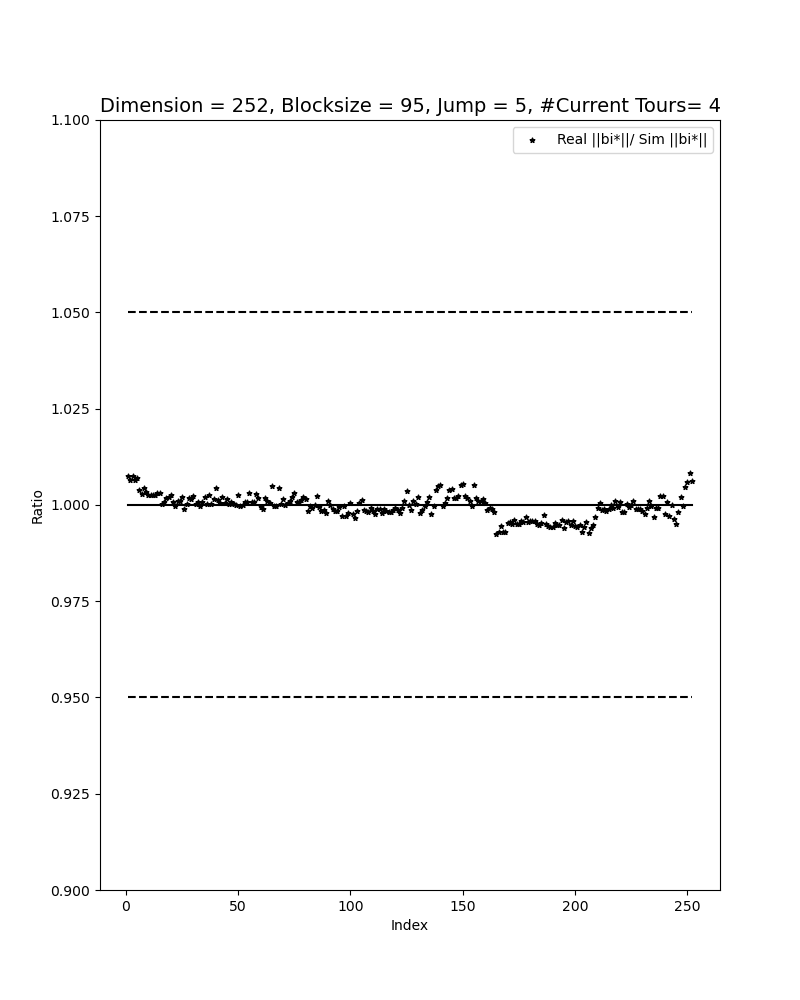 Dimension = 252, Blocksize = 95, Jump = 5, #Current Tours= 4
1.100
Real ||bi*||/ Sim ||bi*||
1.075
1.050
1.025
Ratio
1.000
0.975
0.950
0.925
0.900
0 50 100 150 200 250
Index